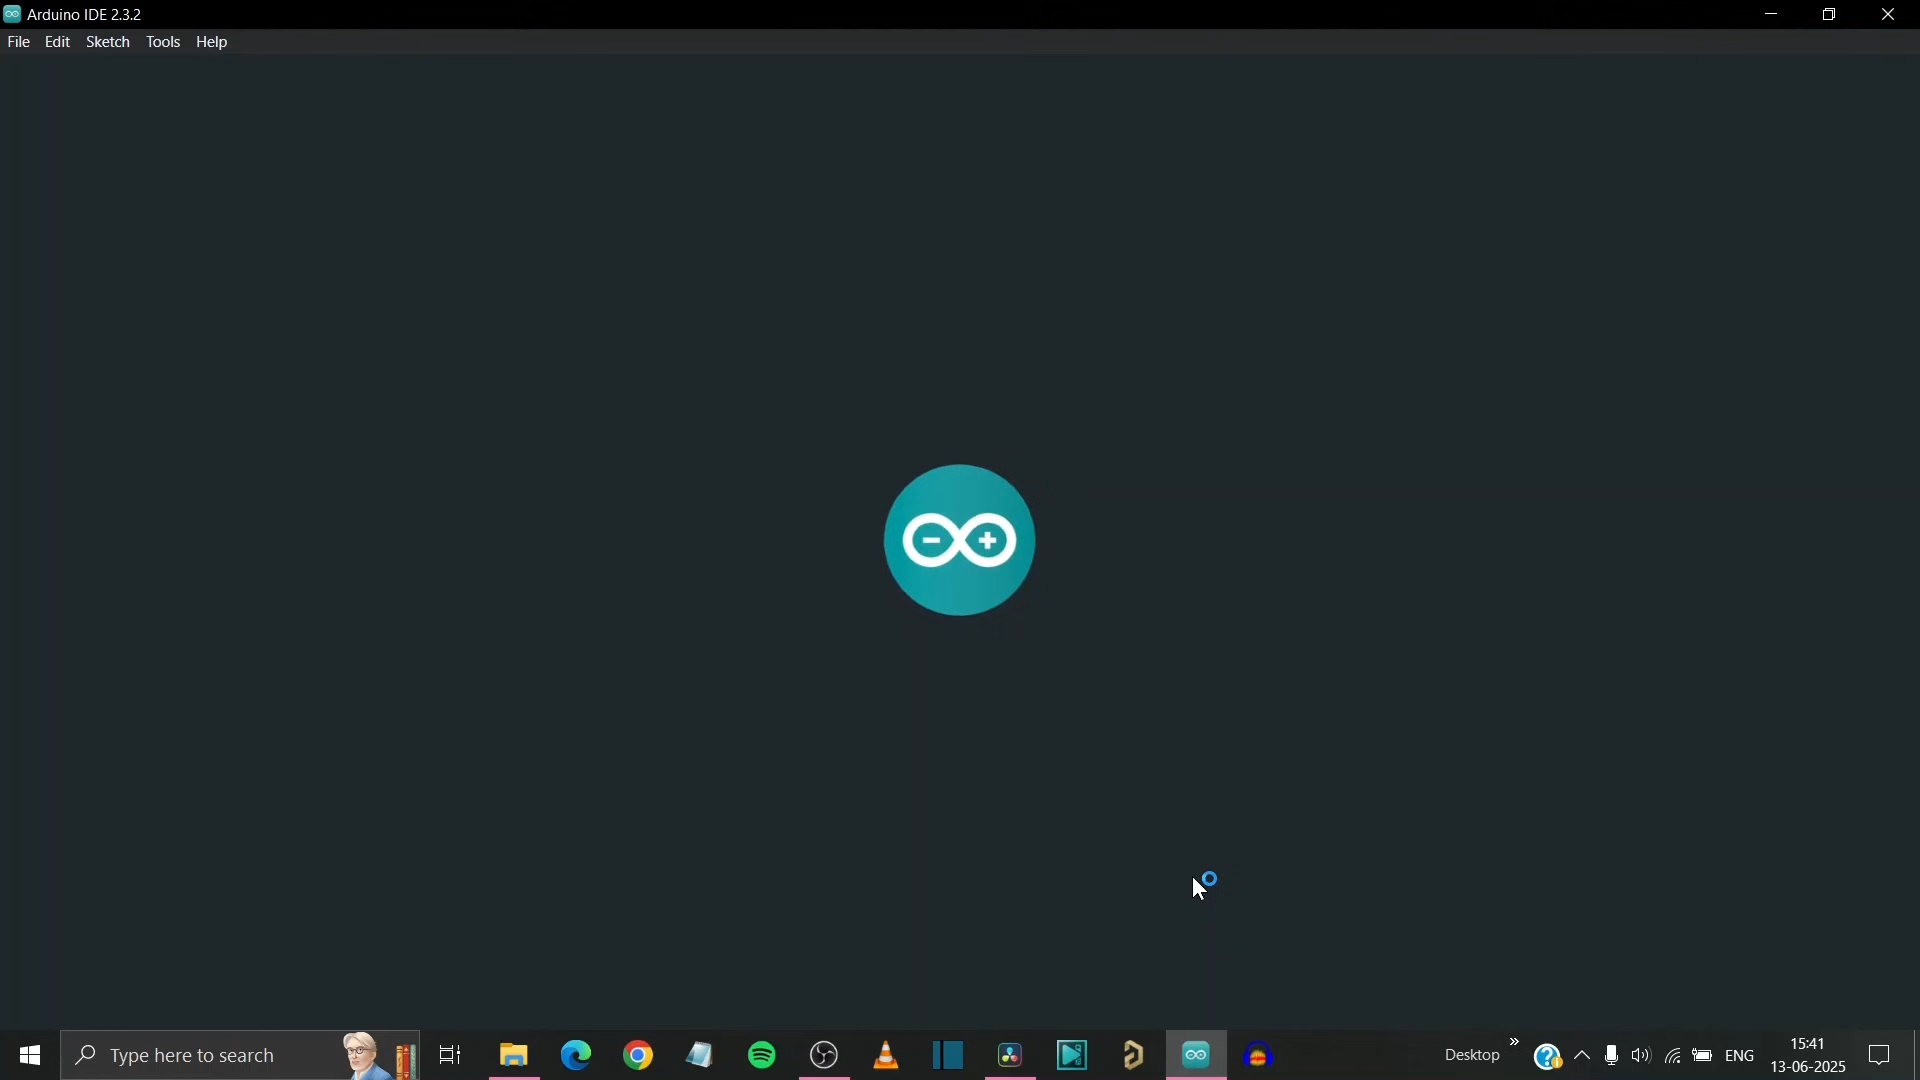 Arduino IDE 2.3.2
File Edit Sketch Tools Help
Type here to search
Desktop
ENG
15:41
13-06-2025